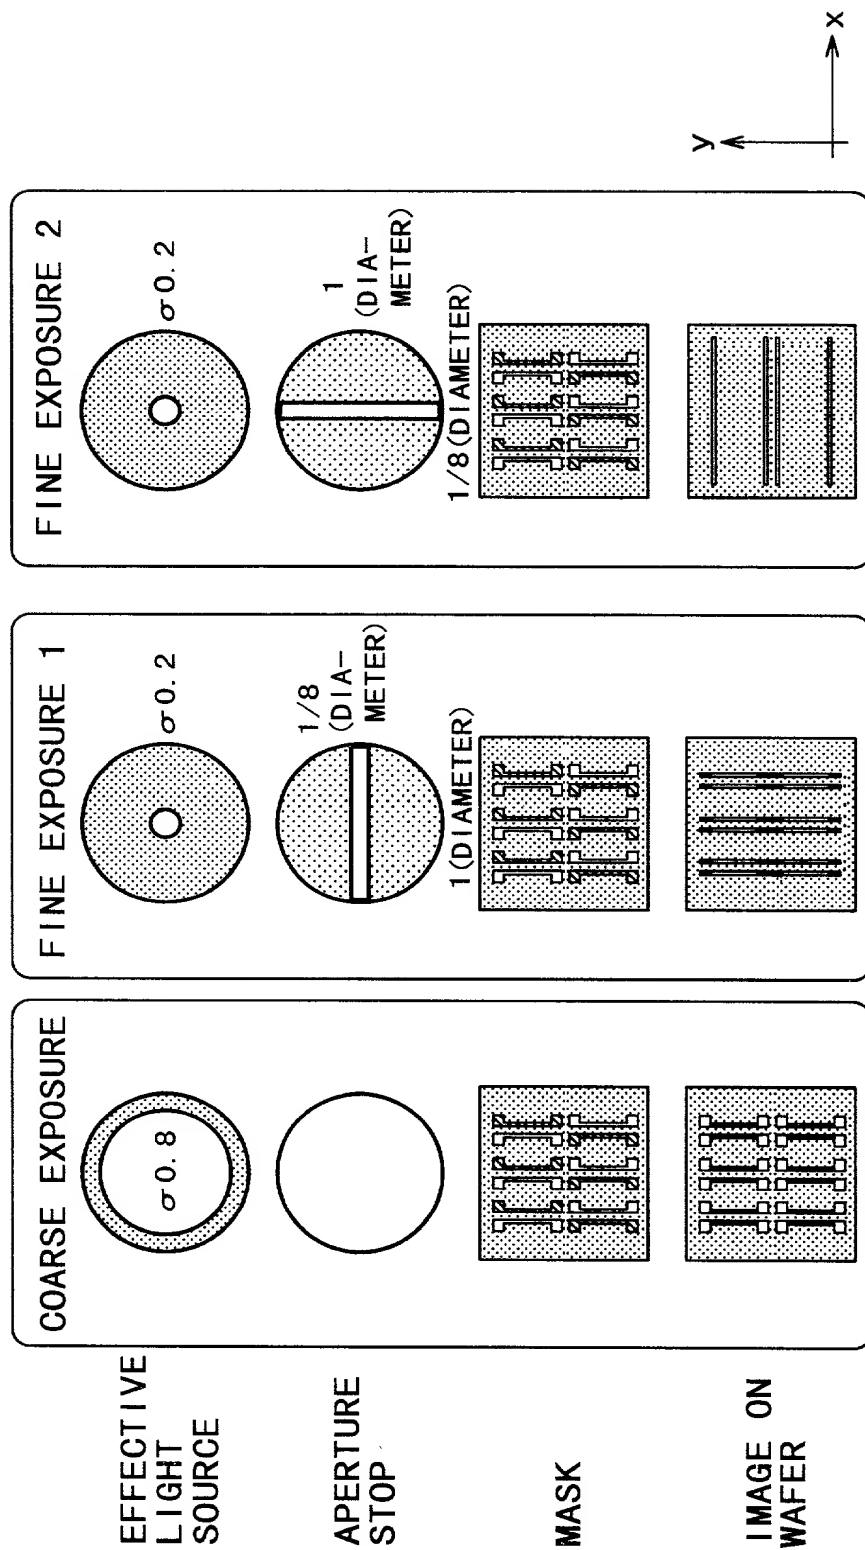 COARSE EXPOSURE
FINE EXPOSURE 1
FINE EXPOSURE 2
EFFECTIVE
LIGHT
SOURCE
σ0.8
σ0.2
σ0.2
APERTURE
STOP
1/8
(DIA-
METER)
1(DIAMETER)
1
(DIA-
METER)
1/8(DIAMETER)
MASK
IMAGE ON
WAFER
y
x